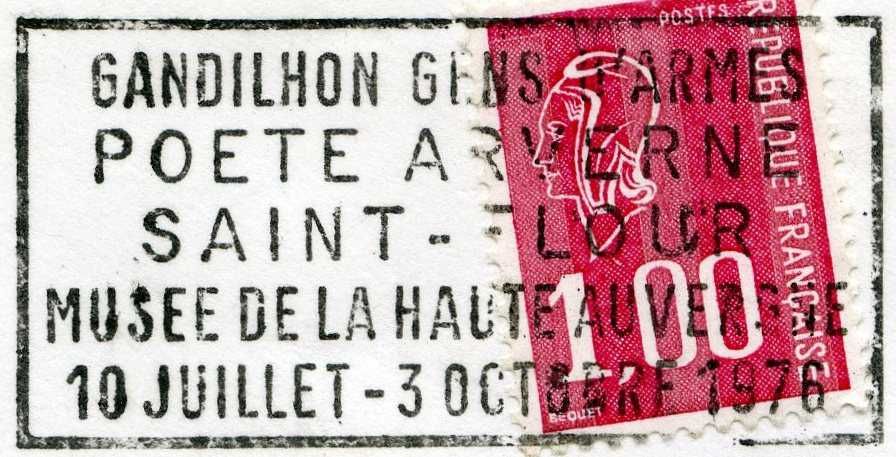 GANDILHON GENS D'ARMES
POETE ARVERNE
SAINT-FLOUR
MUSEE DE LA HAUTE AUVERGNE
10 JUILLET - 3 OCTOBRE 1976
POSTES
REPUBLIQUE FRANÇAISE
1,00
BEQUET